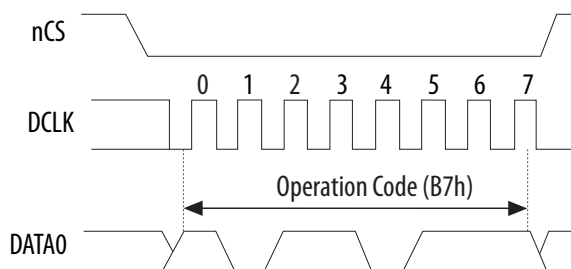 nCS
0 1 2 3 4 5 6 7
DCLK
Operation Code (B7h)
DATA0